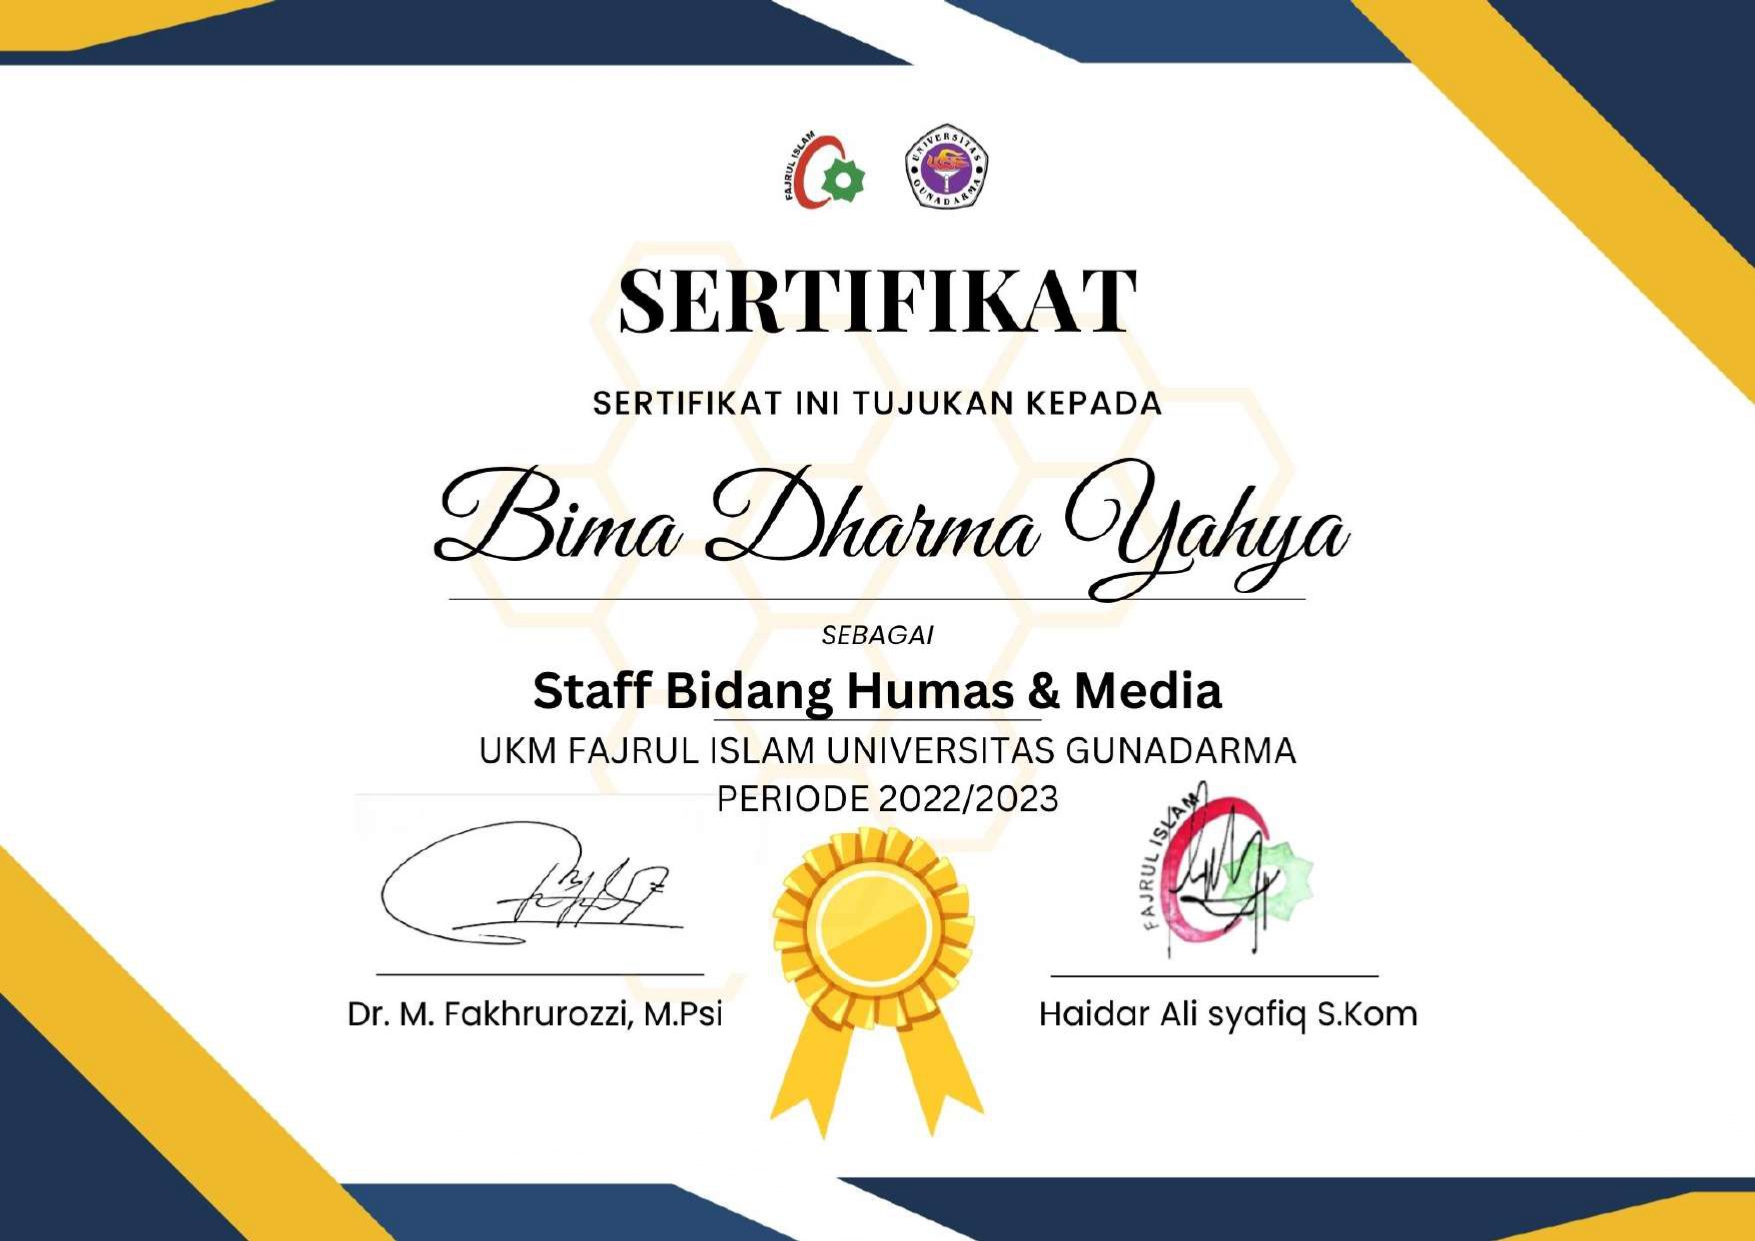 FAJRUL ISLAM
UNIVERSITAS GUNADARMA
SERTIFIKAT
SERTIFIKAT INI TUJUKAN KEPADA
Bima Dharma Yahya
SEBAGAI
Staff Bidang Humas & Media
UKM FAJRUL ISLAM UNIVERSITAS GUNADARMA
PERIODE 2022/2023
FAJRUL ISLAM
Dr. M. Fakhrurozzi, M.Psi
Haidar Ali syafiq S.Kom